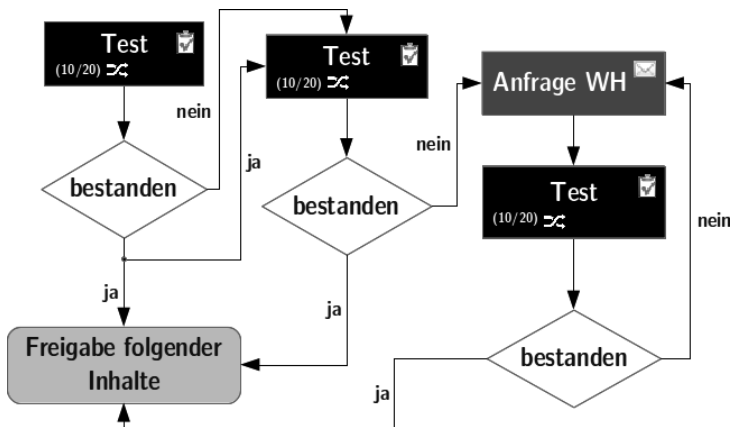 Test
(10/20)
nein
bestanden
ja
ja
Test
(10/20)
nein
bestanden
ja
Anfrage WH
Test
(10/20)
nein
bestanden
ja
Freigabe folgender
Inhalte